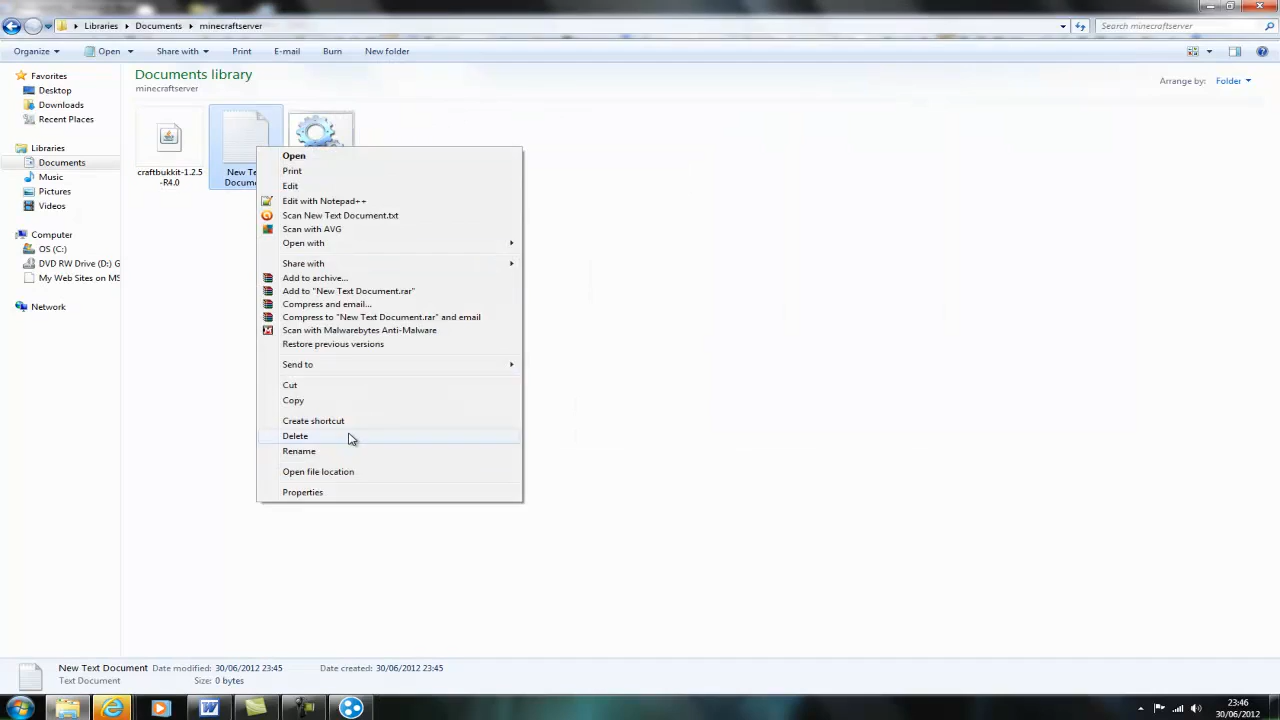 Libraries Documents minecraftserver Search minecraftserver
Organize Open Share with Print E-mail Burn New folder
Favorites
Desktop
Downloads
Recent Places
Libraries
Documents
Music
Pictures
Videos
Computer
OS (C:)
DVD RW Drive (D:) G
My Web Sites on MS
Network
Documents library
minecraftserver
Arrange by: Folder
craftbukkit-1.2.5
-R4.0
New Te
Docume
Open
Print
Edit
Edit with Notepad++
Scan New Text Document.txt
Scan with AVG
Open with
Share with
Add to archive...
Add to "New Text Document.rar"
Compress and email...
Compress to "New Text Document.rar" and email
Scan with Malwarebytes Anti-Malware
Restore previous versions
Send to
Cut
Copy
Create shortcut
Delete
Rename
Open file location
Properties
New Text Document Date modified: 30/06/2012 23:45 Date created: 30/06/2012 23:45
Text Document Size: 0 bytes
23:46
30/06/2012